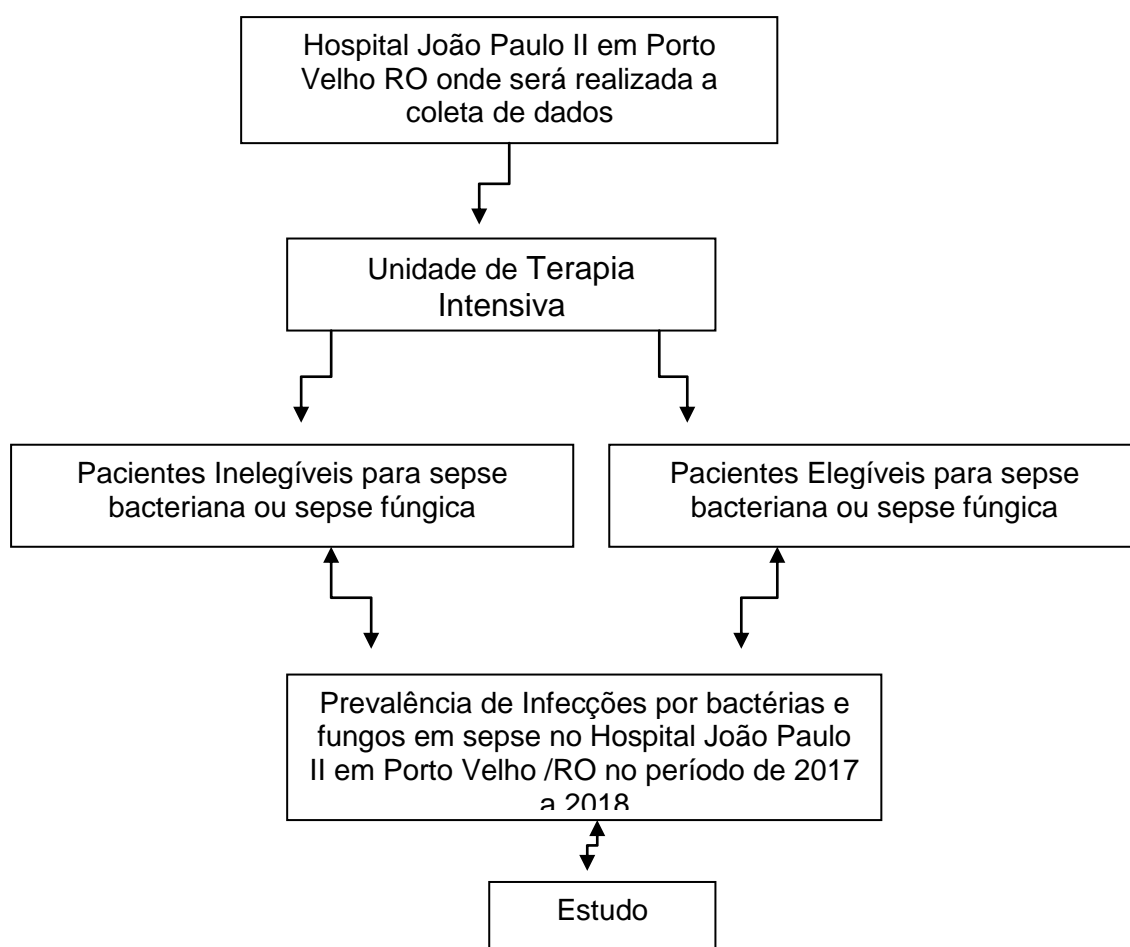 Hospital João Paulo II em Porto
Velho RO onde será realizada a
coleta de dados
Unidade de Terapia
Intensiva
Pacientes Inelegíveis para sepse
bacteriana ou sepse fúngica
Pacientes Elegíveis para sepse
bacteriana ou sepse fúngica
Prevalência de Infecções por bactérias e
fungos em sepse no Hospital João Paulo
II em Porto Velho /RO no período de 2017
a 2018
Estudo